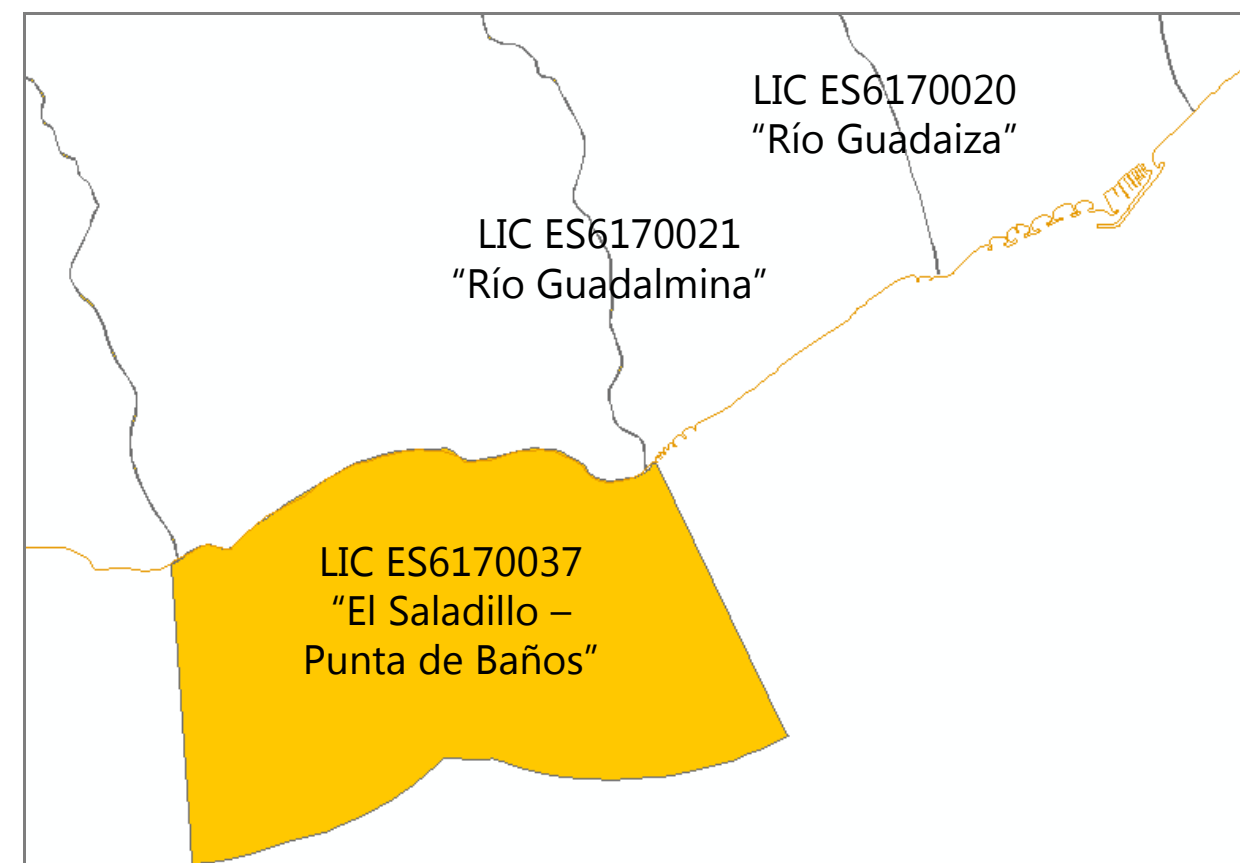 LIC ES6170020
“Río Guadaiza”
LIC ES6170021
“Río Guadalmina”
LIC ES6170037
“El Saladillo –
Punta de Baños”